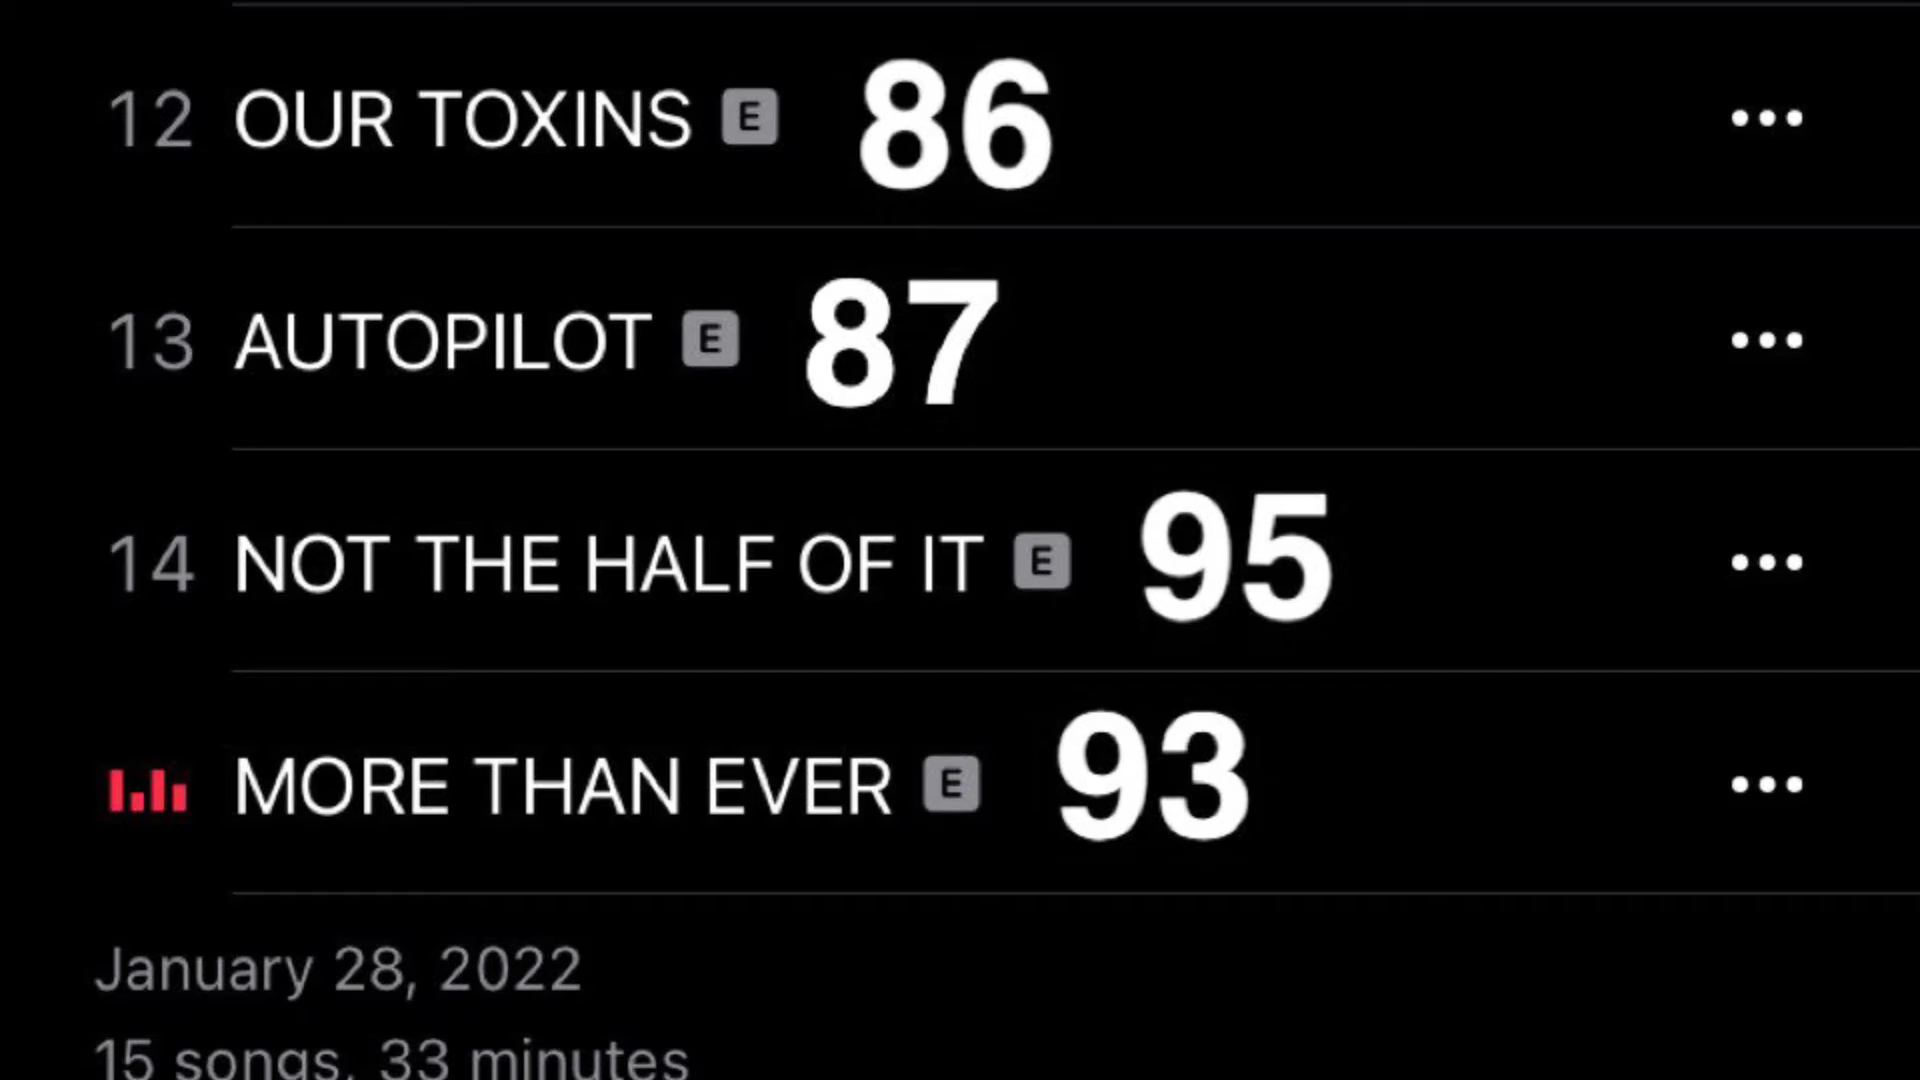 12 OUR TOXINS E 86
13 AUTOPILOT E 87
14 NOT THE HALF OF IT E 95
MORE THAN EVER E 93
January 28, 2022
15 songs, 33 minutes